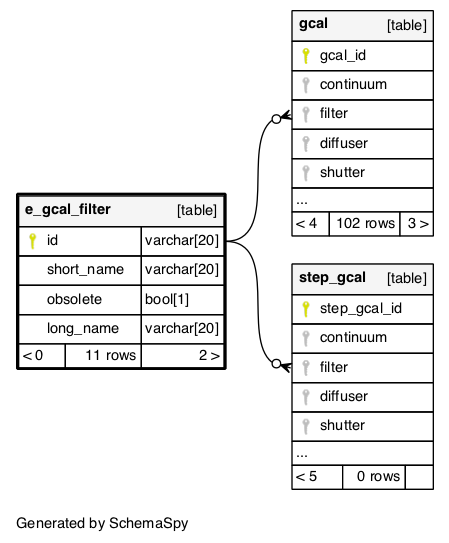 gcal [table]
gcal_id
continuum
filter
diffuser
shutter
...
< 4 102 rows 3 >
e_gcal_filter [table]
id varchar[20]
short_name varchar[20]
obsolete bool[1]
long_name varchar[20]
< 0 11 rows 2 >
step_gcal [table]
step_gcal_id
continuum
filter
diffuser
shutter
...
< 5 0 rows
Generated by SchemaSpy